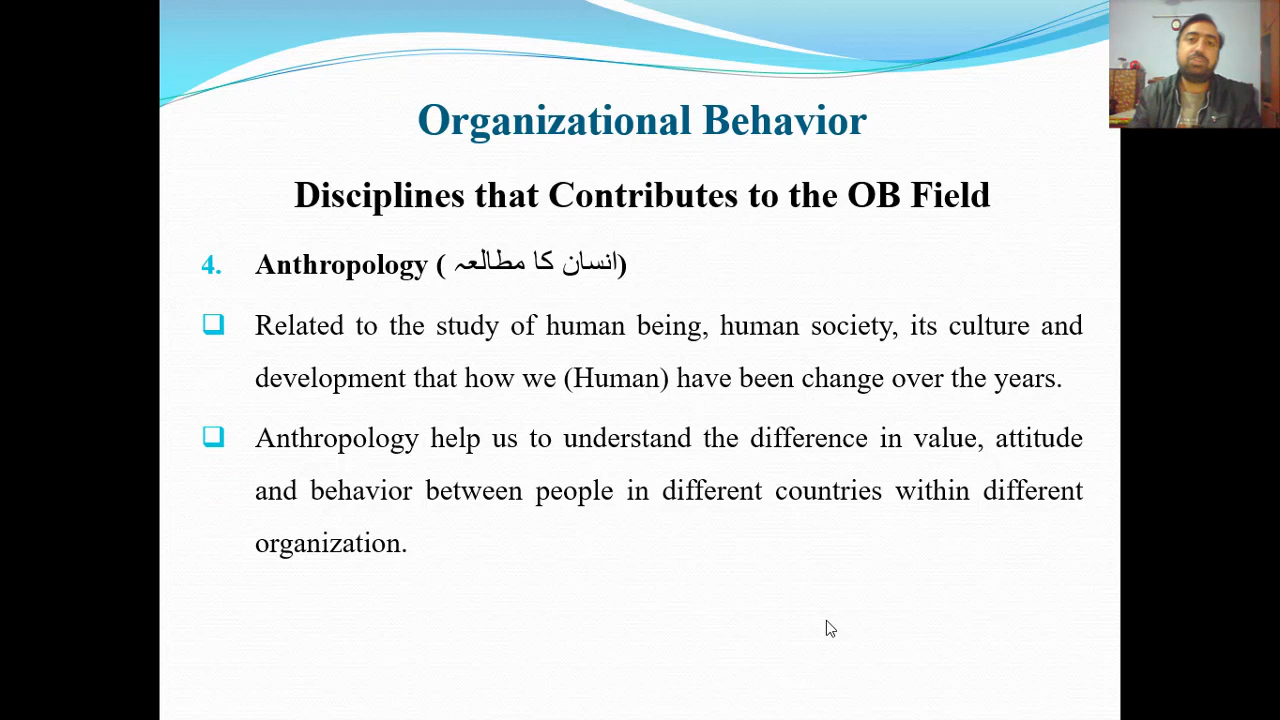 Organizational Behavior
Disciplines that Contributes to the OB Field
4. Anthropology ( انسان کا مطالعہ)
Related to the study of human being, human society, its culture and
development that how we (Human) have been change over the years.
Anthropology help us to understand the difference in value, attitude
and behavior between people in different countries within different
organization.